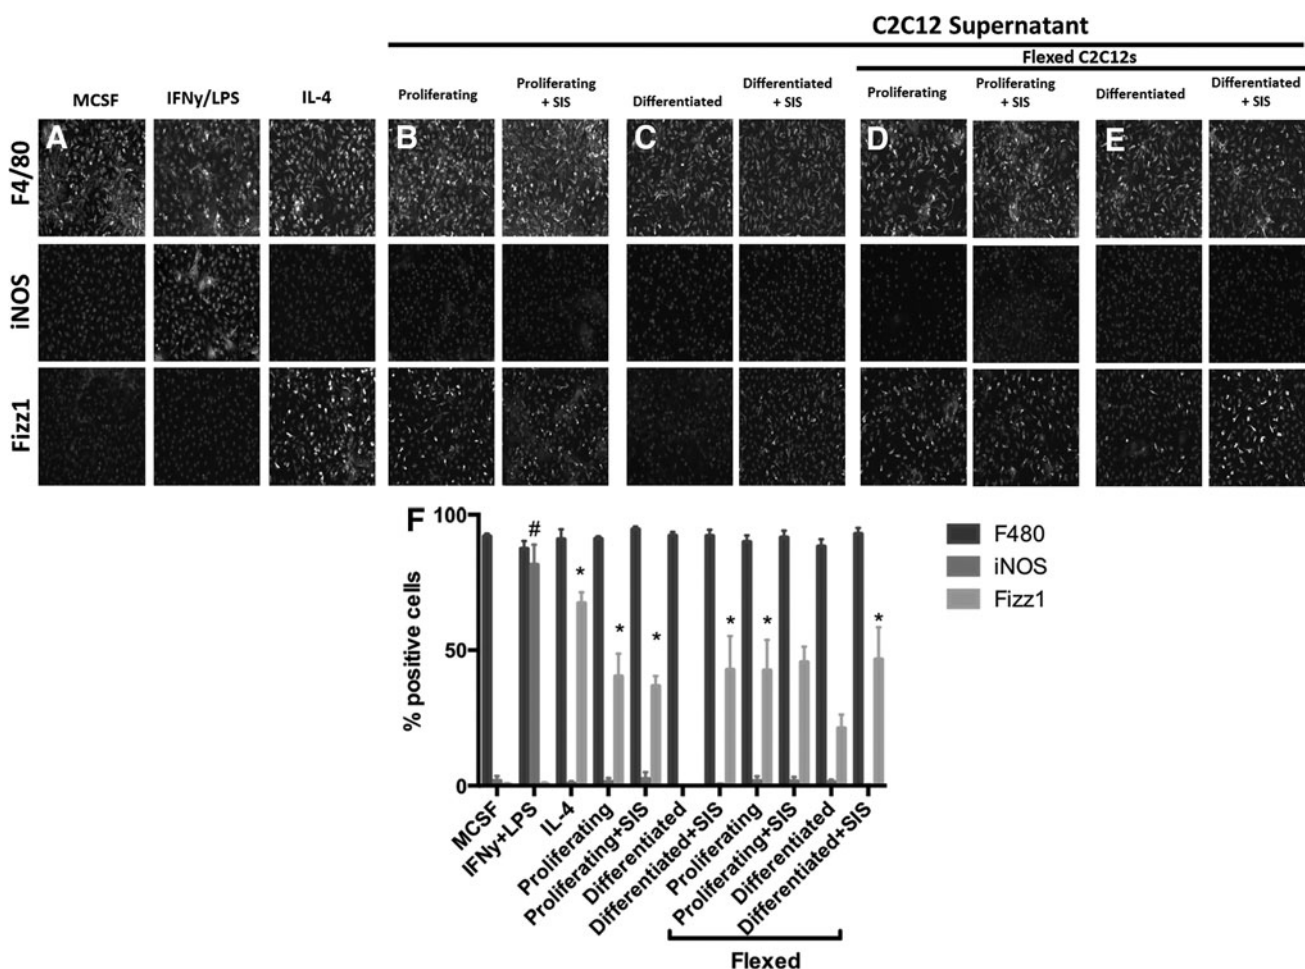 C2C12 Supernatant
Flexed C2C12s
MCSF IFNy/LPS IL-4 Proliferating Proliferating + SIS Differentiated Differentiated + SIS Proliferating Proliferating + SIS Differentiated Differentiated + SIS
A B C D E
F4/80
iNOS
Fizz1
F
100
50
0
% positive cells
#
*
*
*
*
*
*
F480
iNOS
Fizz1
MCSF
IFNy+LPS
IL-4
Proliferating
Proliferating+SIS
Differentiated
Differentiated+SIS
Proliferating
Proliferating+SIS
Differentiated
Differentiated+SIS
Flexed